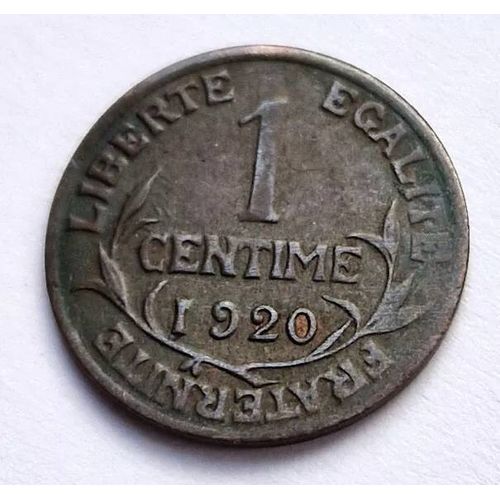 LIBERTE EGALITE FRATERNITE
1
CENTIME
1920